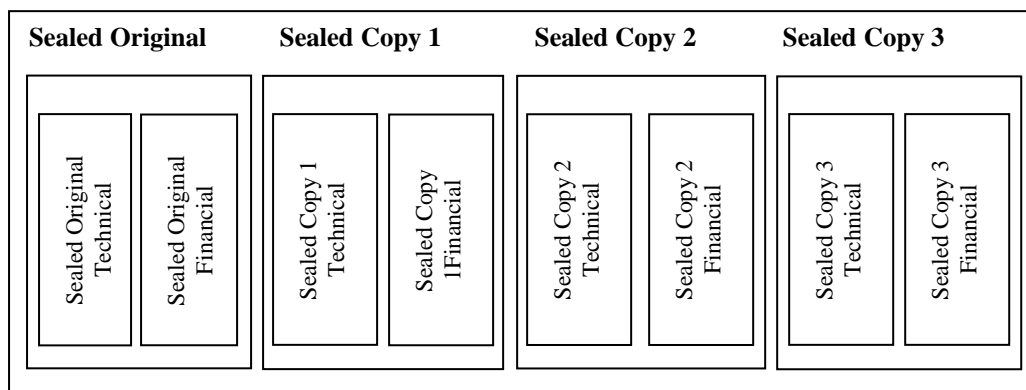 Sealed Original
Sealed Copy 1
Sealed Copy 2
Sealed Copy 3
Sealed Original
Technical
Sealed Original
Financial
Sealed Copy 1
Technical
Sealed Copy
1Financial
Sealed Copy 2
Technical
Sealed Copy 2
Financial
Sealed Copy 3
Technical
Sealed Copy 3
Financial